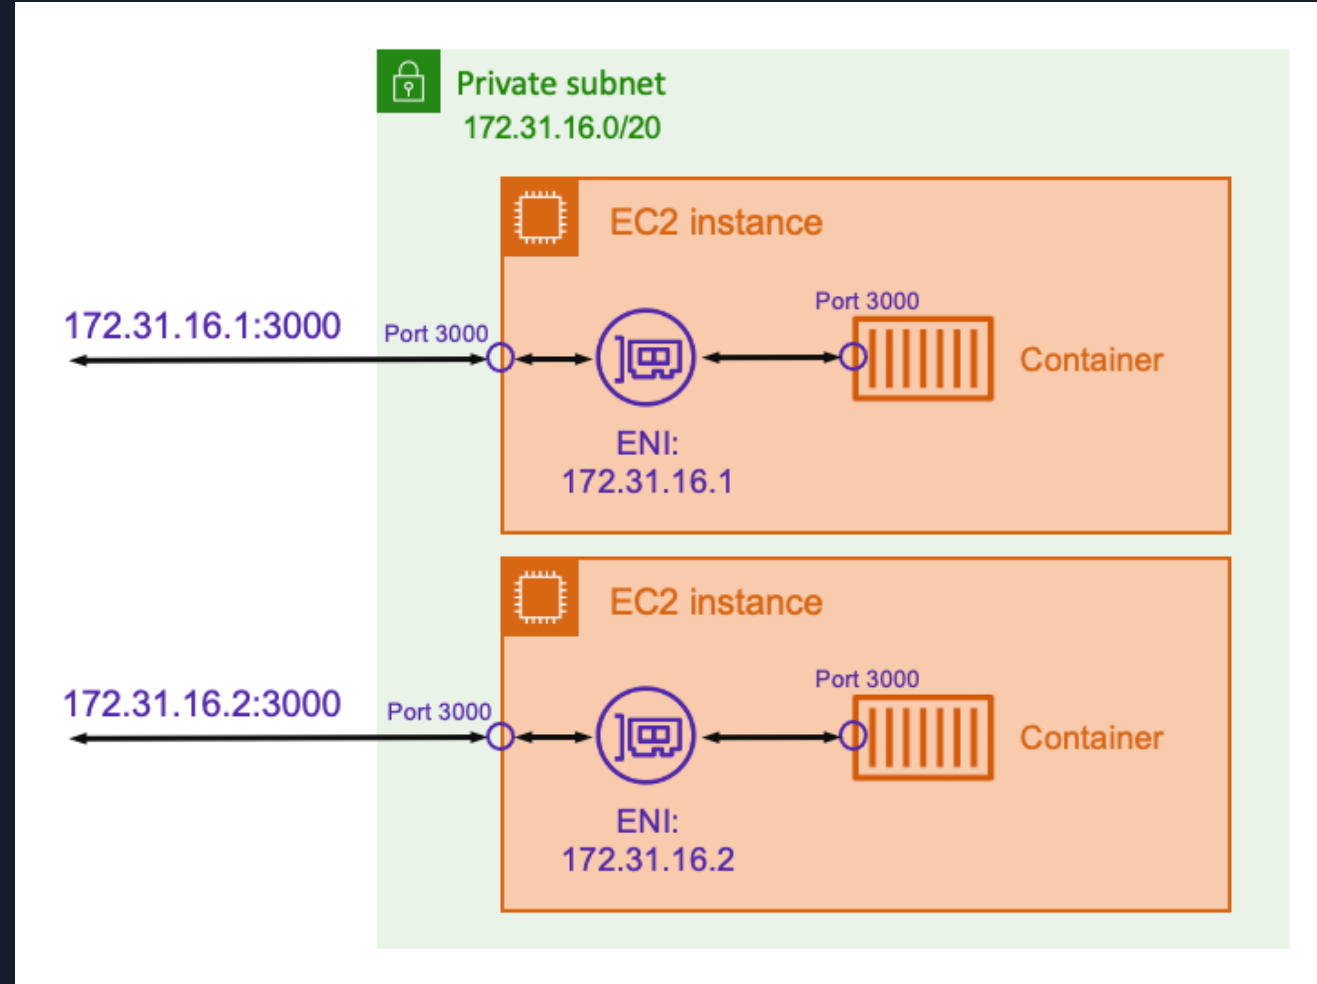 Private subnet
172.31.16.0/20
EC2 instance
Port 3000
172.31.16.1:3000
Port 3000
Container
ENI:
172.31.16.1
EC2 instance
Port 3000
172.31.16.2:3000
Port 3000
Container
ENI:
172.31.16.2